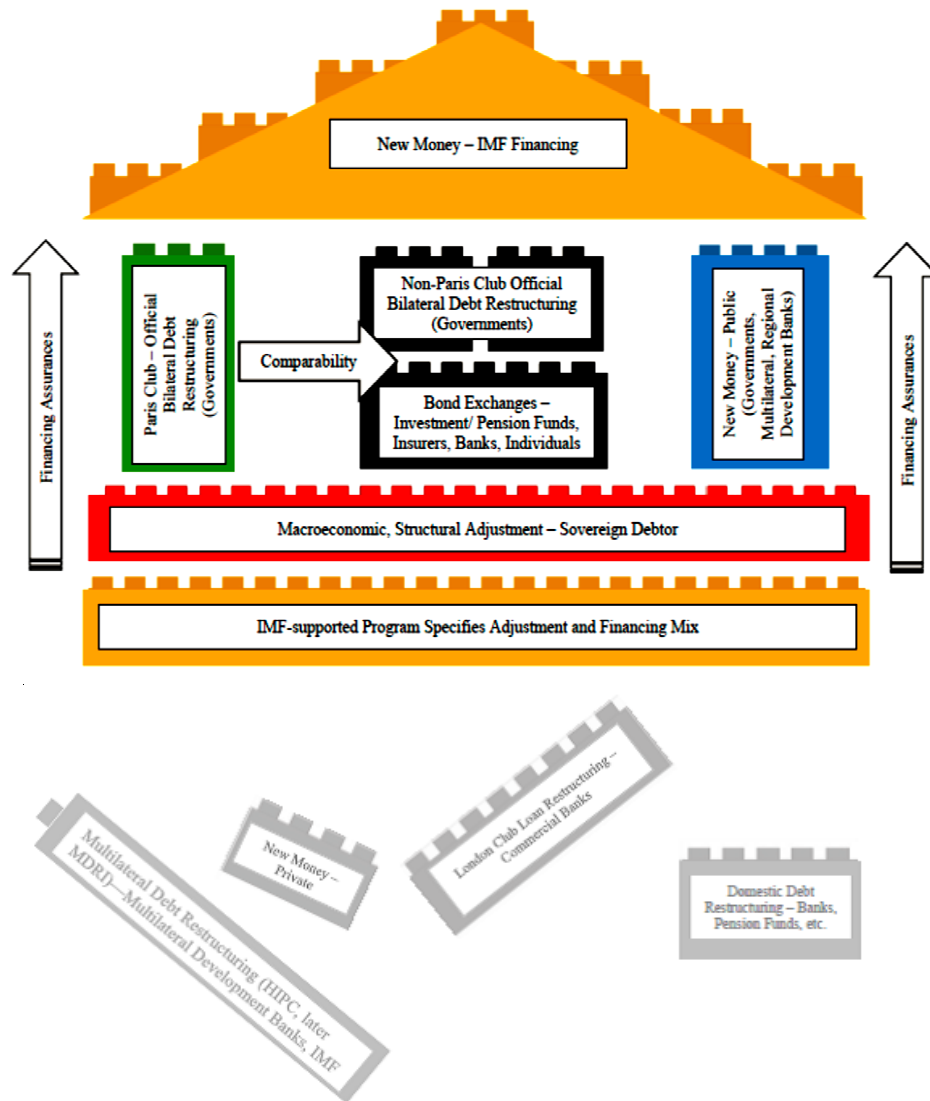 New Money – IMF Financing
Financing Assurances
Paris Club – Official
Bilateral Debt
Restructuring
(Governments)
Comparability
Non-Paris Club Official
Bilateral Debt Restructuring
(Governments)
Bond Exchanges –
Investment/ Pension Funds,
Insurers, Banks, Individuals
New Money – Public
(Governments,
Multilateral, Regional
Development Banks)
Financing Assurances
Macroeconomic, Structural Adjustment – Sovereign Debtor
IMF-supported Program Specifies Adjustment and Financing Mix
Multilateral Debt Restructuring (HIPC, later
MDRI)—Multilateral Development Banks, IMF
New Money –
Private
London Club Loan Restructuring –
Commercial Banks
Domestic Debt
Restructuring – Banks,
Pension Funds, etc.